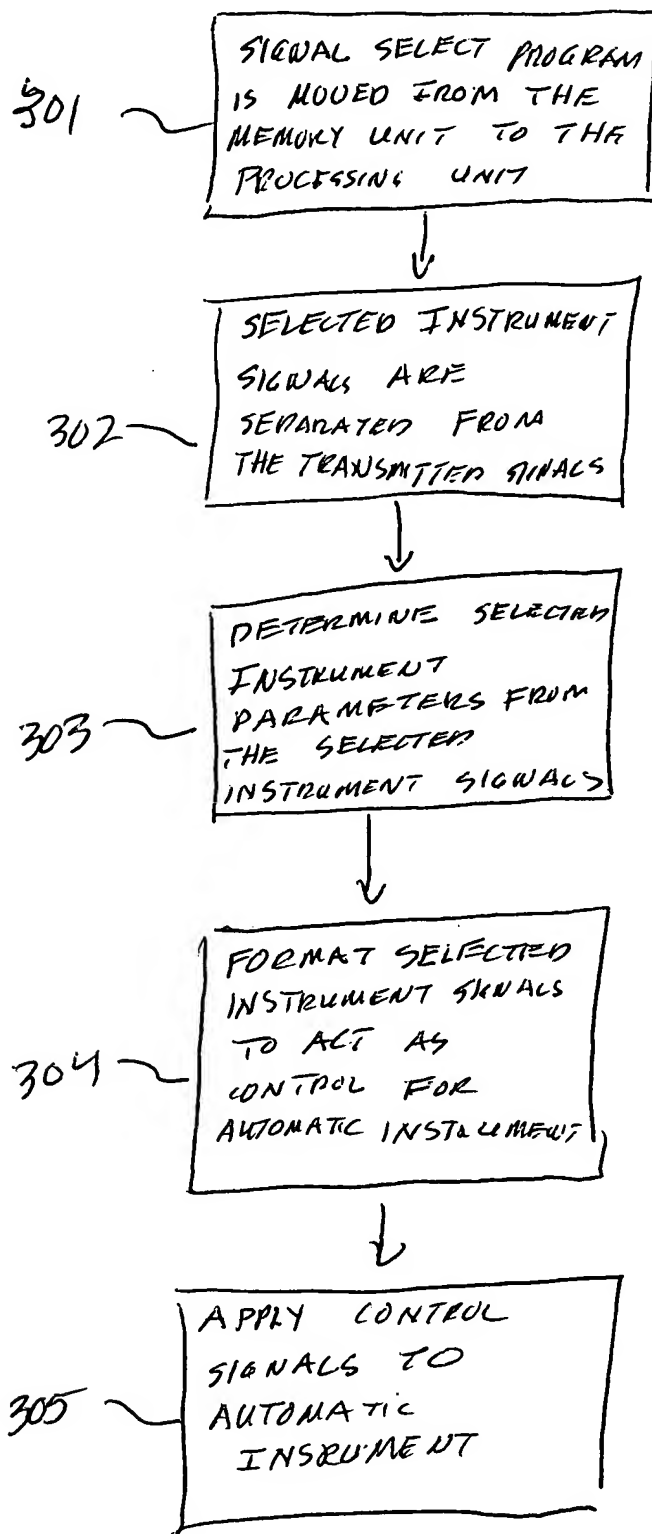 301
SIGNAL SELECT PROGRAM
IS MOVED FROM THE
MEMORY UNIT TO THE
PROCESSING UNIT
302
SELECTED INSTRUMENT
SIGNALS ARE
SEPARATED FROM
THE TRANSMITTED SIGNALS
303
DETERMINE SELECTED
INSTRUMENT
PARAMETERS FROM
THE SELECTED
INSTRUMENT SIGNALS
304
FORMAT SELECTED
INSTRUMENT SIGNALS
TO ACT AS
CONTROL FOR
AUTOMATIC INSTRUMENT
305
APPLY CONTROL
SIGNALS TO
AUTOMATIC
INSRUMENT